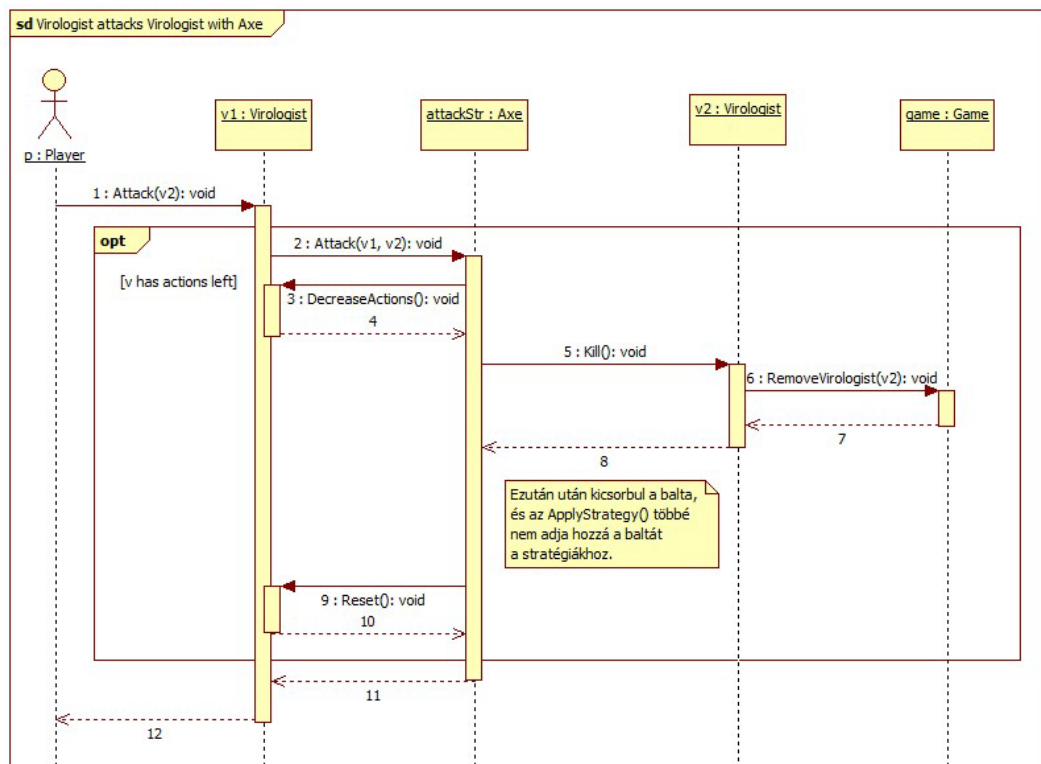 sd Virologist attacks Virologist with Axe
p : Player
v1 : Virologist
attackStr : Axe
v2 : Virologist
game : Game
1 : Attack(v2): void
opt
[v has actions left]
2 : Attack(v1, v2): void
3 : DecreaseActions(): void
4
5 : Kill(): void
6 : RemoveVirologist(v2): void
7
8
Ezután után kicsorbul a balta,
és az ApplyStrategy() többé
nem adja hozzá a baltát
a stratégiákhoz.
9 : Reset(): void
10
11
12